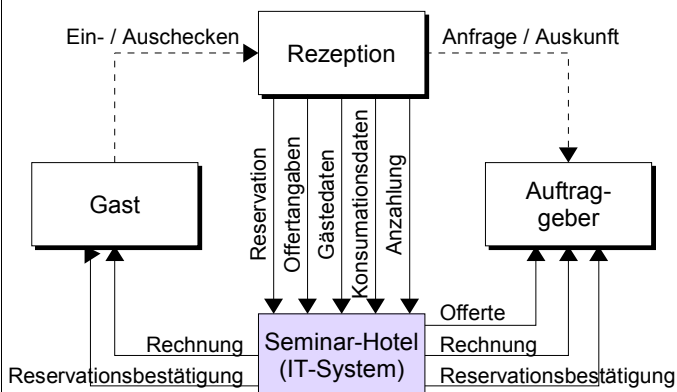 Ein- / Auschecken
Rezeption
Anfrage / Auskunft
Gast
Reservation
Offertangaben
Gästedaten
Konsumationsdaten
Anzahlung
Auftrag-
geber
Offerte
Rechnung
Seminar-Hotel
(IT-System)
Rechnung
Reservationsbestätigung
Reservationsbestätigung